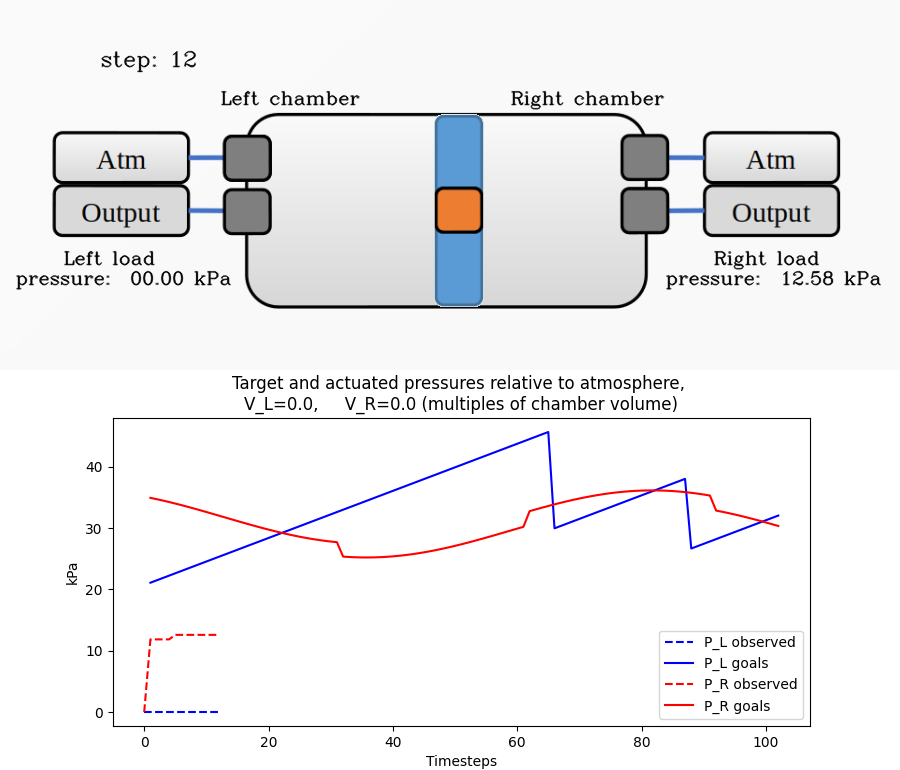 step: 12
Left chamber
Right chamber
Atm
Atm
Output
Output
Left load
pressure: 00.00 kPa
Right load
pressure: 12.58 kPa
Target and actuated pressures relative to atmosphere,
V_L=0.0, V_R=0.0 (multiples of chamber volume)
kPa
40
30
20
10
0
P_L observed
P_L goals
P_R observed
P_R goals
0 20 40 60 80 100
Timesteps